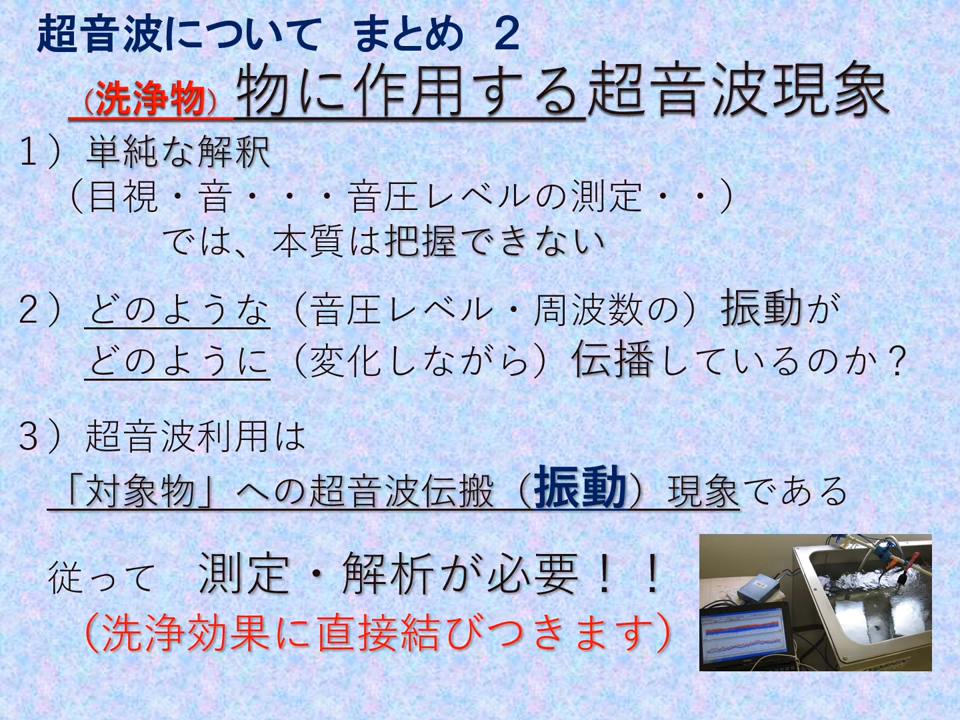 超音波について　まとめ　２
（洗浄物）物に作用する超音波現象
１）単純な解釈
（目視・音・・・音圧レベルの測定・・）
では、本質は把握できない
２）どのような（音圧レベル・周波数の）振動が
どのように（変化しながら）伝播しているのか？
３）超音波利用は
「対象物」への超音波伝搬（振動）現象である
従って　測定・解析が必要！！
（洗浄効果に直接結びつきます）